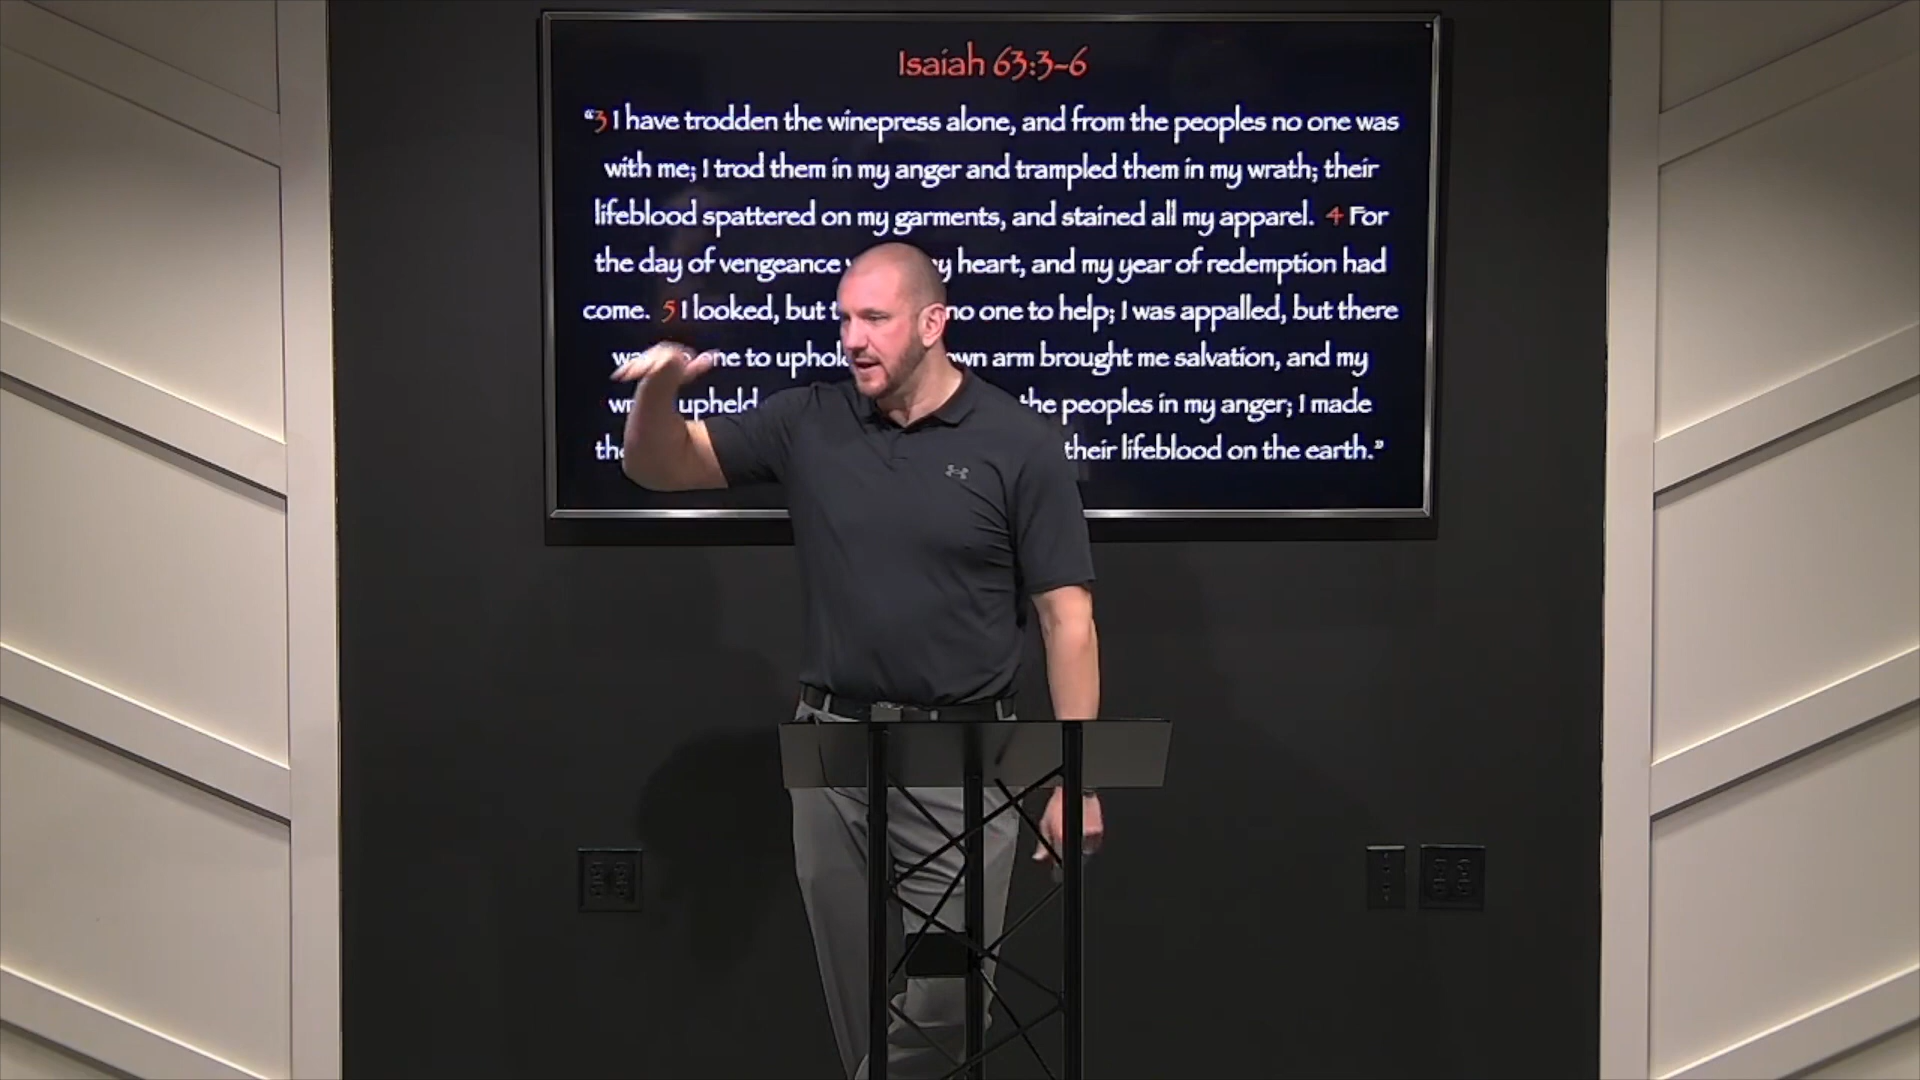 Isaiah 63:3-6
“3 I have trodden the winepress alone, and from the peoples no one was
with me; I trod them in my anger and trampled them in my wrath; their
lifeblood spattered on my garments, and stained all my apparel. 4 For
the day of vengeance heart, and my year of redemption had
come. 5 I looked, but no one to help; I was appalled, but there
one to uphold own arm brought me salvation, and my
upheld the peoples in my anger; I made
their lifeblood on the earth.”